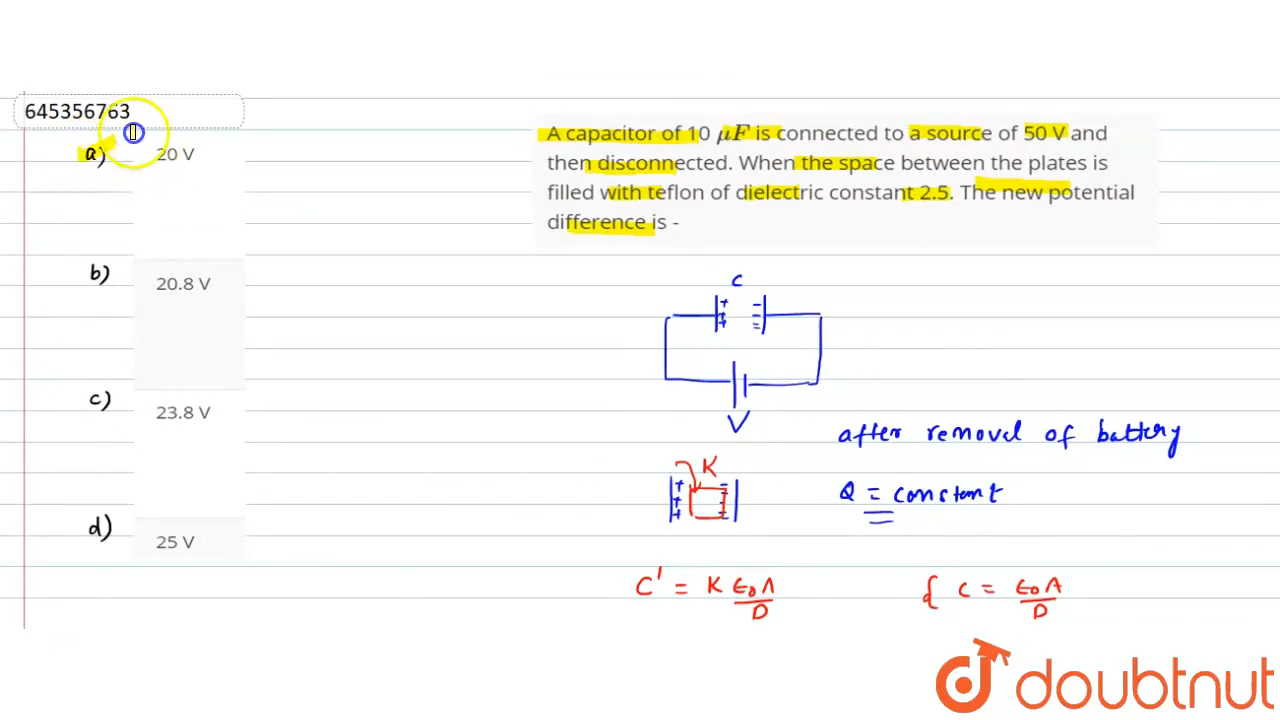 645356763
a) 20 V
b) 20.8 V
c) 23.8 V
d) 25 V
A capacitor of 10 μF is connected to a source of 50 V and
then disconnected. When the space between the plates is
filled with teflon of dielectric constant 2.5. The new potential
difference is -
C
+ -
+ -
+ -
V
after removal of battery
K
+ -
+ -
+ -
Q = constant
C' = K ε0 A / D { C = ε0 A / D
doubtnut